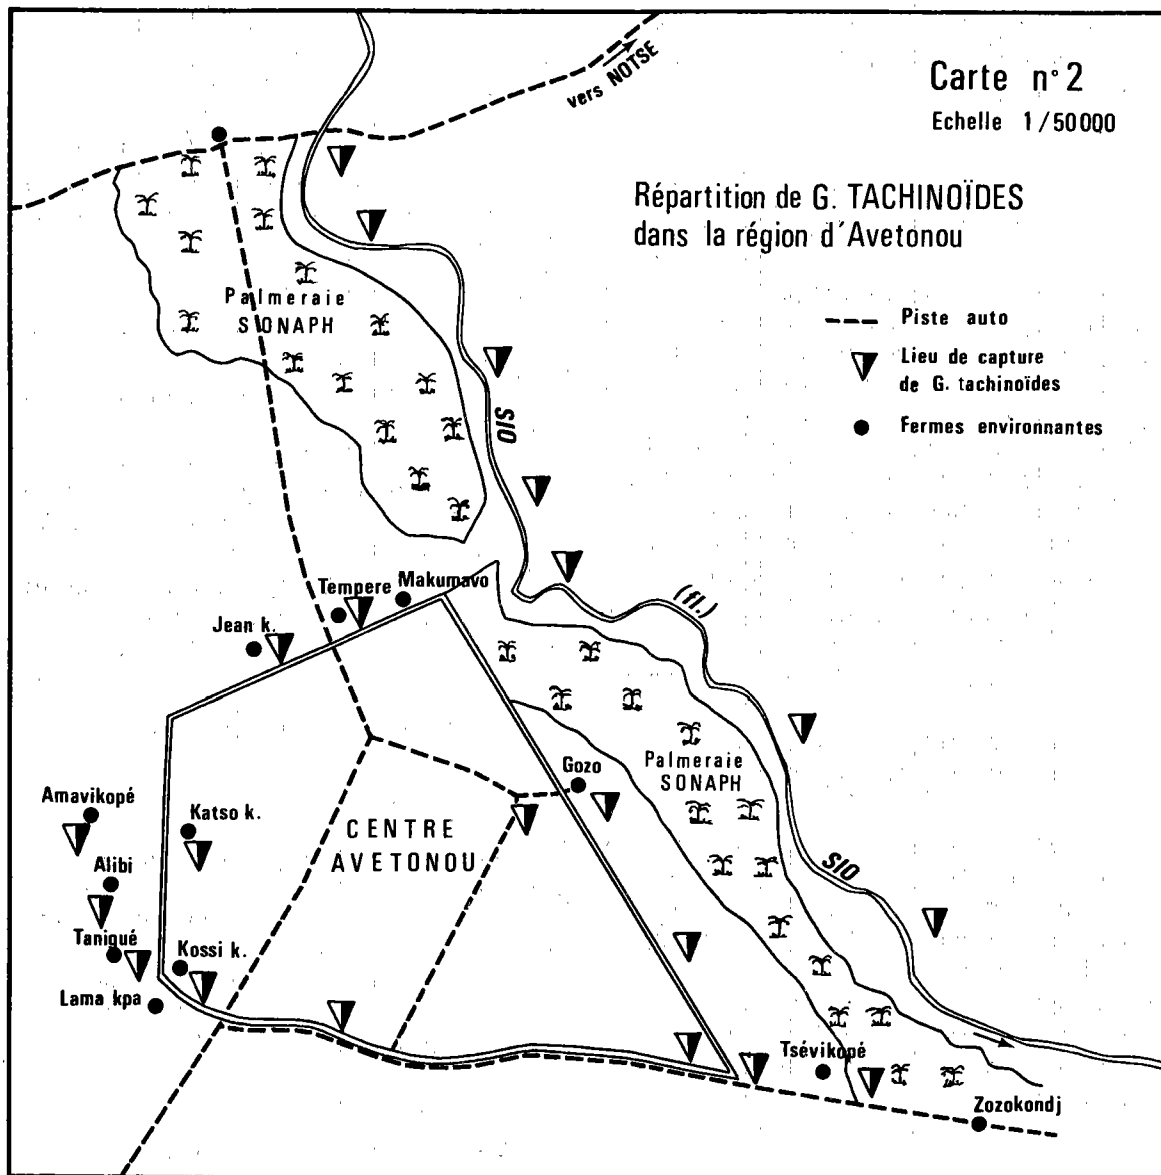 vers NOTSE
Carte n° 2
Echelle 1/50000
Répartition de G. TACHINOÏDES
dans la région d'Avetonou
Piste auto
Lieu de capture
de G. tachinoïdes
Fermes environnantes
Palmeraie
SONAPH
SIO
(fl.)
Tempere
Makumavo
Jean k.
Gozo
Palmeraie
SONAPH
Amavikopé
Katso k.
CENTRE
AVETONOU
Alibi
SIO
Taniqué
Kossi k.
Lama kpa
Tsévikopé
Zozokondj